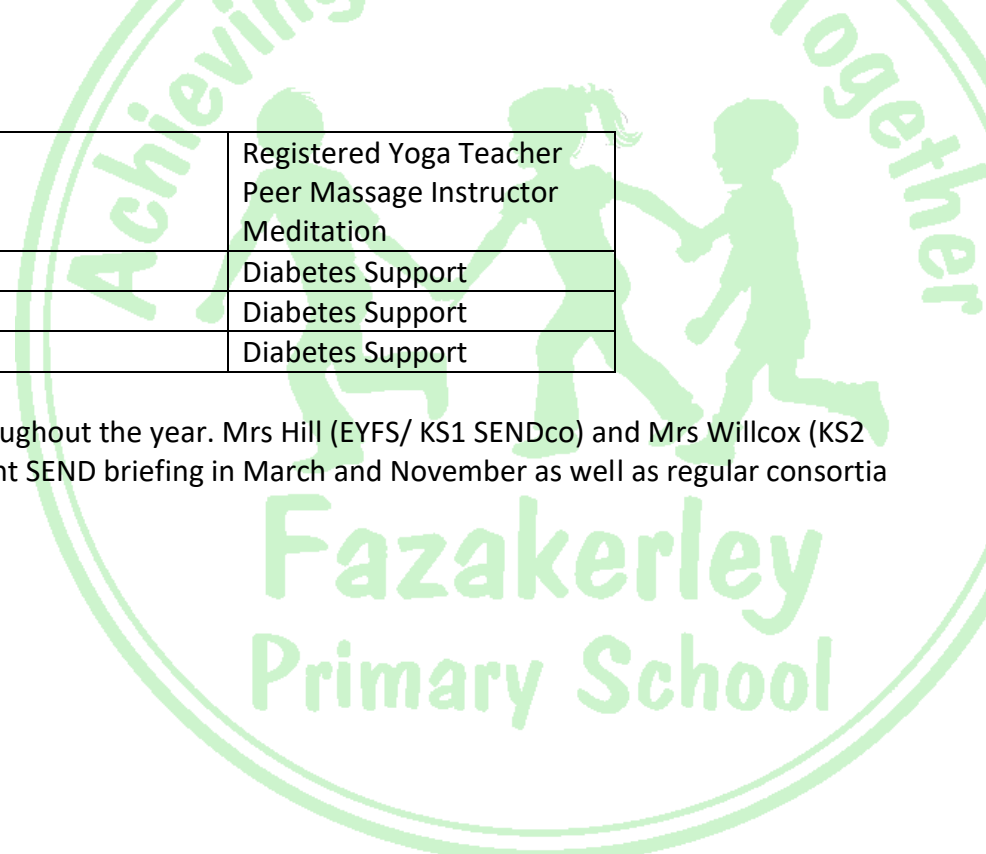 Achieving
Together
Registered Yoga Teacher
Peer Massage Instructor
Meditation
Diabetes Support
Diabetes Support
Diabetes Support
ughout the year. Mrs Hill (EYFS/ KS1 SENDco) and Mrs Willcox (KS2
nt SEND briefing in March and November as well as regular consortia
Fazakerley
Primary School